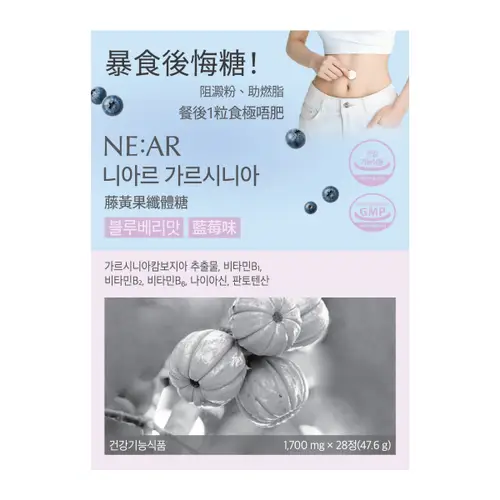 暴食後悔糖!
阻澱粉、助燃脂
餐後1粒食極唔肥
NE:AR
니아르 가르시니아
藤黃果纖體糖
블루베리맛 藍莓味
GMP
가르시니아캄보지아 추출물, 비타민B₁,
비타민B₂, 비타민B₆, 나이아신, 판토텐산
건강기능식품
1,700 mg × 28정(47.6 g)